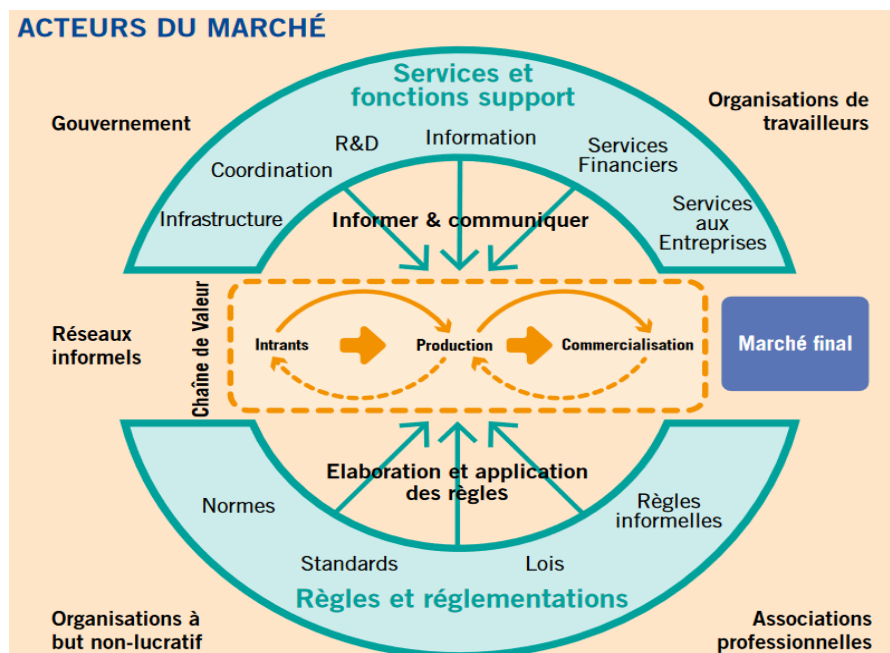 ACTEURS DU MARCHÉ
Services et
fonctions support
Gouvernement
Organisations de
travailleurs
R&D
Information
Services
Financiers
Coordination
Infrastructure
Services
aux
Entreprises
Informer & communiquer
Réseaux
informels
Chaîne de Valeur
Intrants
Production
Commercialisation
Marché final
Elaboration et application
des règles
Normes
Règles
informelles
Standards
Lois
Règles et réglementations
Organisations à
but non-lucratif
Associations
professionnelles